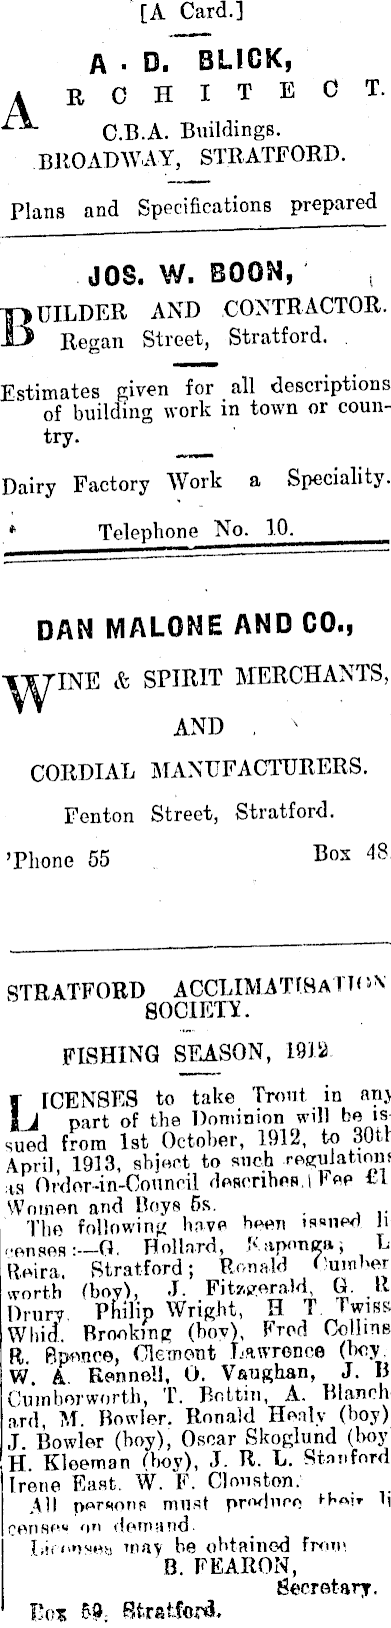 [A Card.]
A. D. BLICK,
ARCHITECT.
C.B.A. Buildings.
BROADWAY, STRATFORD.
Plans and Specifications prepared
JOS. W. BOON,
BUILDER AND CONTRACTOR.
Regan Street, Stratford.
Estimates given for all descriptions
of building work in town or coun-
try.
Dairy Factory Work a Speciality.
Telephone No. 10.
DAN MALONE AND CO.,
WINE & SPIRIT MERCHANTS,
AND
CORDIAL MANUFACTURERS.
Fenton Street, Stratford.
'Phone 55 Box 48
STRATFORD ACCLIMATISATION
SOCIETY.
FISHING SEASON, 1912
LICENSES to take Trout in any
part of the Dominion will be is-
sued from 1st October, 1912, to 30th
April, 1913, sbject to such regulations
as Order-in-Council describes. Fee £1
Women and Boys 5s.
The following have been issued li
censes:—G. Hollard, Kaponga; L
Reira, Stratford; Ronald Cumber
worth (boy), J. Fitzgerald, G. R
Drury, Philip Wright, H T Twiss
Whid. Brooking (boy), Fred Collins
R. Spence, Clement Lawrence (boy
W. A. Rennell, O. Vaughan, J. B
Cumberworth, T. Bettin, A. Blanch
ard, M. Bowler. Ronald Healy (boy)
J. Bowler (boy), Oscar Skoglund (boy
H. Kleeman (boy), J. R. L. Stanford
Irene East. W. F. Clouston.
All persons must produce their li
censes on demand.
Licenses may be obtained from
B. FEARON,
Secretary.
Box 59, Stratford.